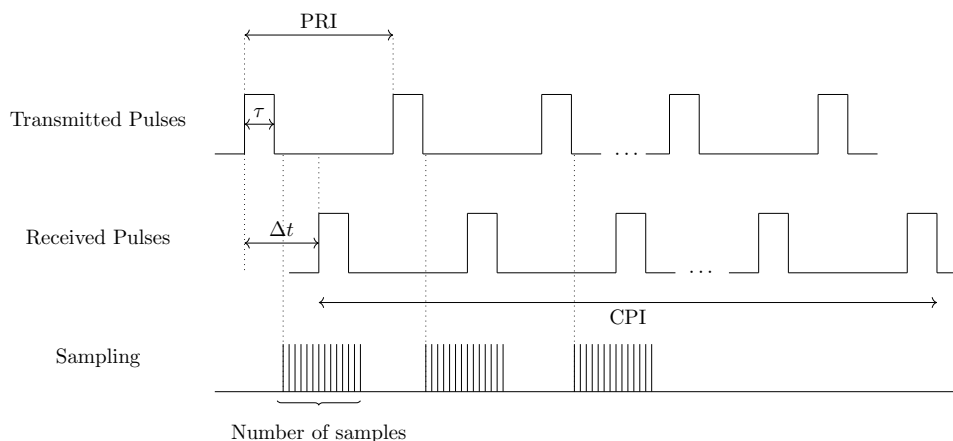 PRI
Transmitted Pulses
τ
...
Received Pulses
Δt
...
CPI
Sampling
Number of samples